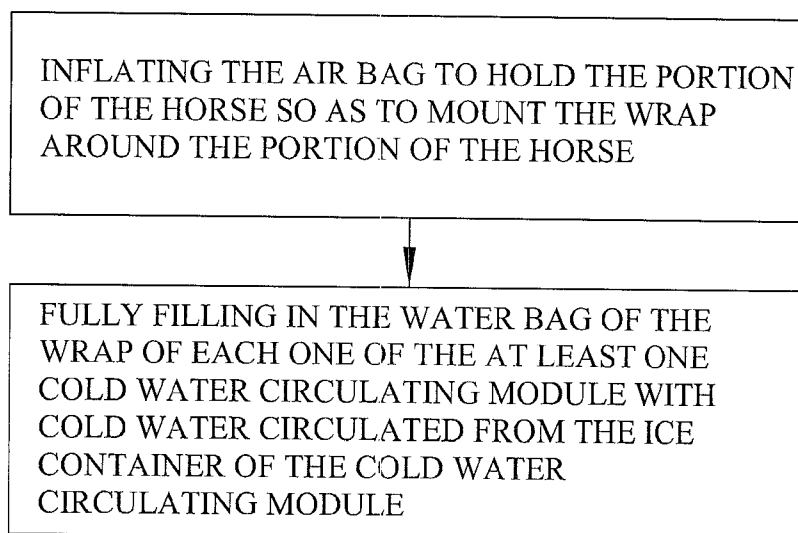 INFLATING THE AIR BAG TO HOLD THE PORTION
OF THE HORSE SO AS TO MOUNT THE WRAP
AROUND THE PORTION OF THE HORSE
FULLY FILLING IN THE WATER BAG OF THE
WRAP OF EACH ONE OF THE AT LEAST ONE
COLD WATER CIRCULATING MODULE WITH
COLD WATER CIRCULATED FROM THE ICE
CONTAINER OF THE COLD WATER
CIRCULATING MODULE